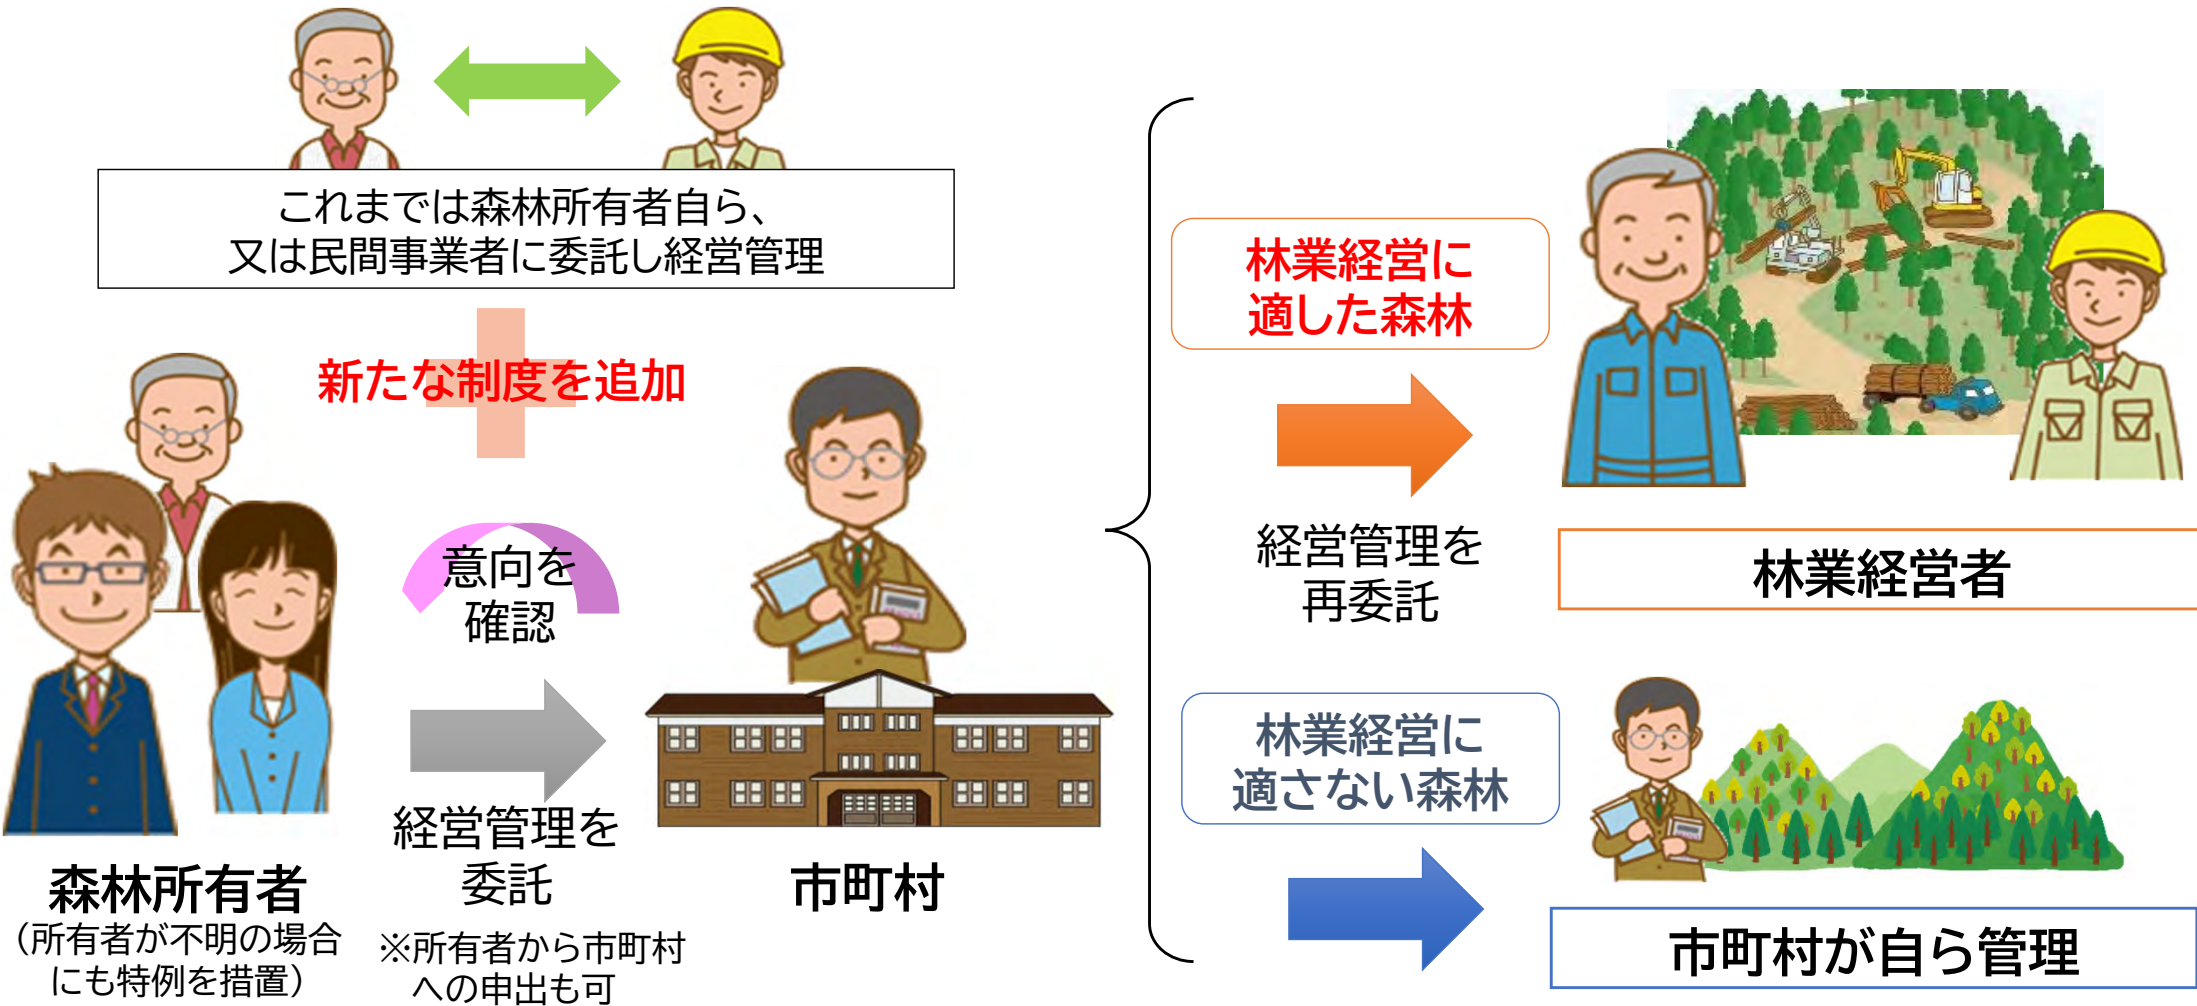 これまでは森林所有者自ら、
又は民間事業者に委託し経営管理
新たな制度を追加
意向を
確認
経営管理を
委託
※所有者から市町村
への申出も可
森林所有者
（所有者が不明の場合
にも特例を措置）
市町村
林業経営に
適した森林
経営管理を
再委託
林業経営者
林業経営に
適さない森林
市町村が自ら管理